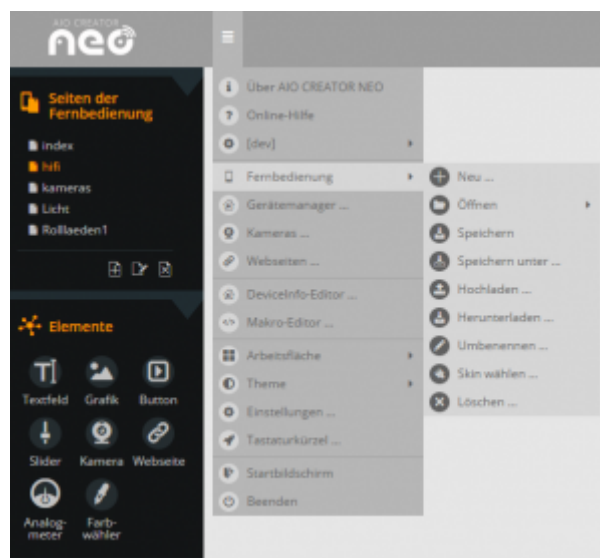 AIO CREATOR
neo
Seiten der
Fernbedienung
index
hifi
kameras
Licht
Rolllaeden1
Elemente
Textfeld Grafik Button
Slider Kamera Webseite
Analog-
meter
Farb-
wähler
Über AIO CREATOR NEO
Online-Hilfe
[dev]
Fernbedienung
Gerätemanager ...
Kameras ...
Webseiten ...
DeviceInfo-Editor ...
Makro-Editor ...
Arbeitsfläche
Theme
Einstellungen ...
Tastaturkürzel ...
Startbildschirm
Beenden
Neu ...
Öffnen
Speichern
Speichern unter ...
Hochladen ...
Herunterladen ...
Umbenennen ...
Skin wählen ...
Löschen ...